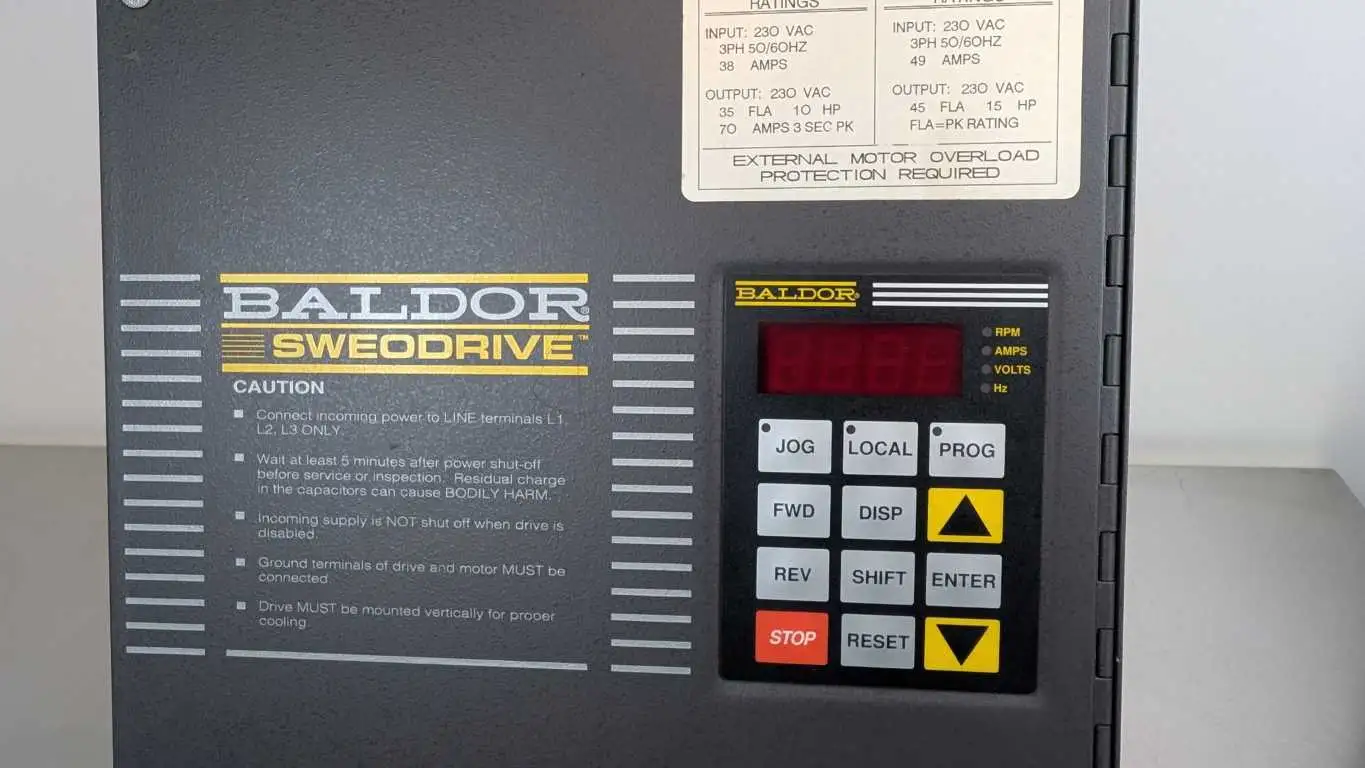 RATINGS
INPUT: 230 VAC
3PH 50/60HZ
38 AMPS
OUTPUT: 230 VAC
35 FLA 10 HP
70 AMPS 3 SEC PK
RATINGS
INPUT: 230 VAC
3PH 50/60HZ
49 AMPS
OUTPUT: 230 VAC
45 FLA 15 HP
FLA=PK RATING
EXTERNAL MOTOR OVERLOAD
PROTECTION REQUIRED
BALDOR®
SWEODRIVE™
CAUTION
■ Connect incoming power to LINE terminals L1,
L2, L3 ONLY.
■ Wait at least 5 minutes after power shut-off
before service or inspection. Residual charge
in the capacitors can cause BODILY HARM.
■ Incoming supply is NOT shut off when drive is
disabled.
■ Ground terminals of drive and motor MUST be
connected.
■ Drive MUST be mounted vertically for proper
cooling.
BALDOR®
RPM
AMPS
VOLTS
Hz
JOG LOCAL PROG
FWD DISP
REV SHIFT ENTER
STOP RESET